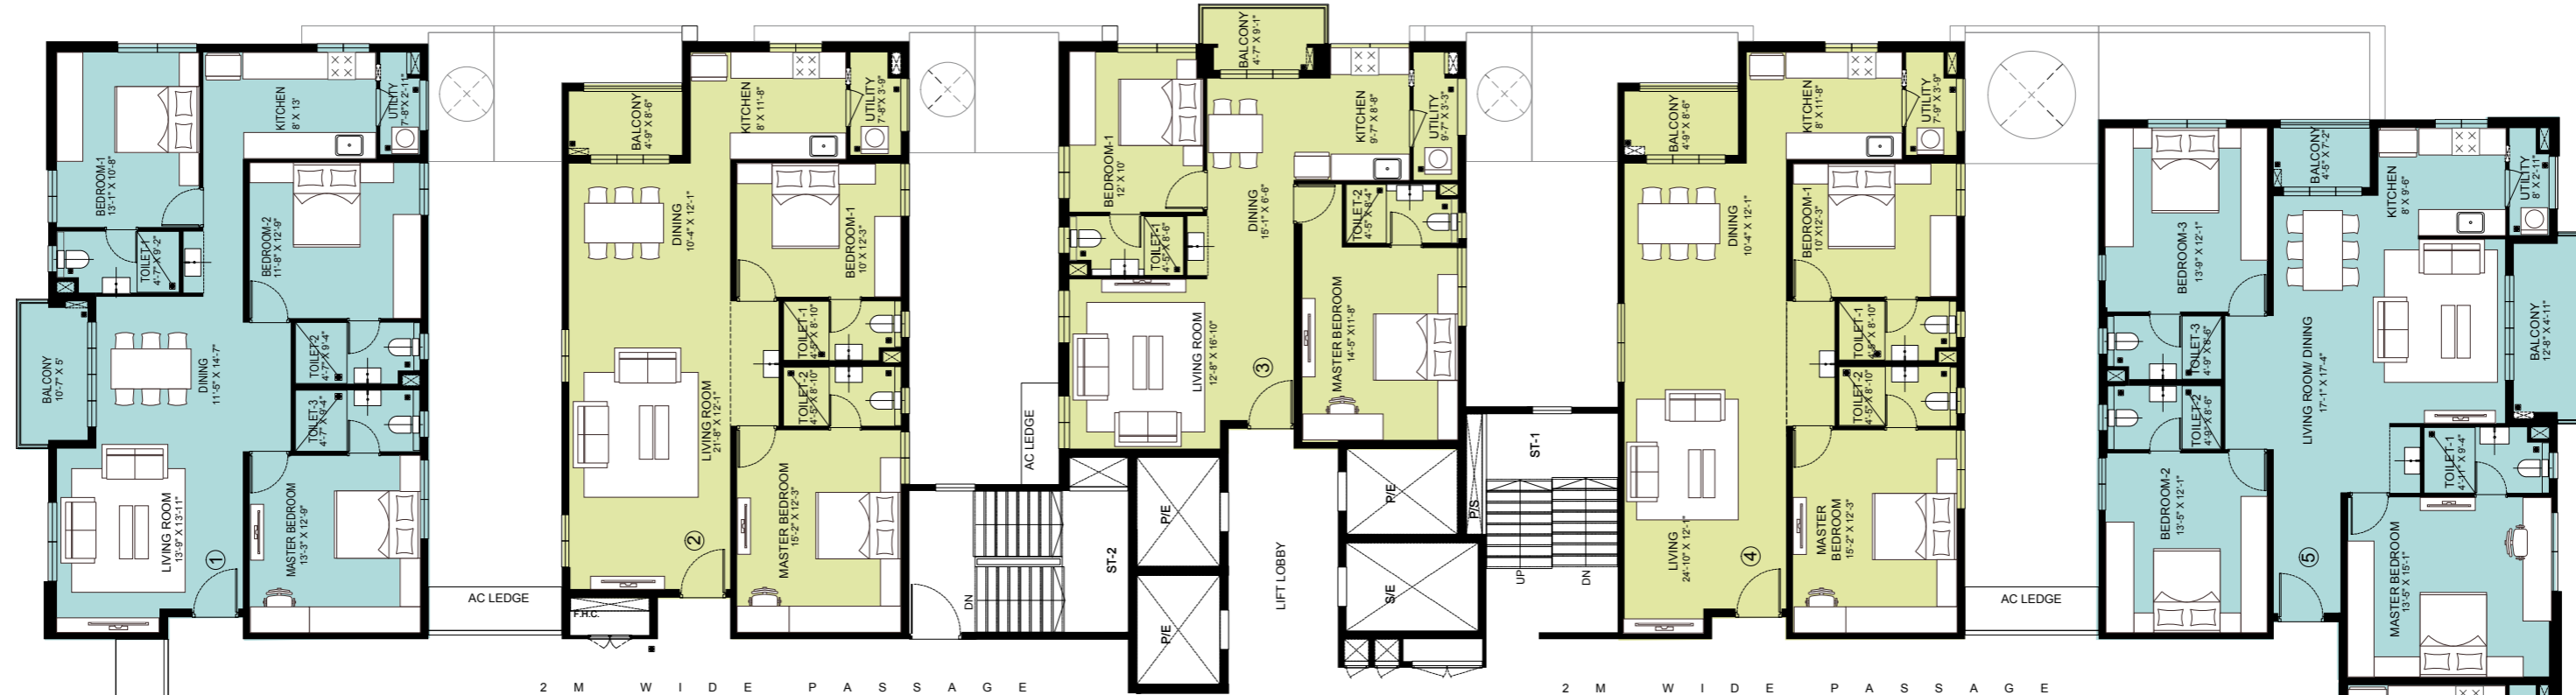 BEDROOM-1
13'-1" X 10'-8"
KITCHEN
8' X 13'
UTILITY
7'-8"X 2'-11"
BEDROOM-2
11'-8" X 12'-9"
TOILET-1
4'-7" X 9'-2"
BALCONY
10'-7" X 5'
DINING
11'-5" X 14'-7"
TOILET-2
4'-7"X 9'-4"
TOILET-3
4'-7" X 9'-4"
LIVING ROOM
13'-9" X 13'-11"
1
MASTER BEDROOM
13'-3" X 12'-9"
AC LEDGE
BALCONY
4'-9" X 8'-6"
KITCHEN
8' X 11'-8"
UTILITY
7'-8"X 3'-9"
DINING
10'-4" X 12'-1"
BEDROOM-1
10' X 12'-3"
TOILET-1
4'-5" X 8'-10"
TOILET-2
4'-5" X 8'-10"
LIVING ROOM
21'-8" X 12'-1"
2
MASTER BEDROOM
15'-2" X 12'-3"
F.H.C.
DN
AC LEDGE
ST-2
P/E
P/E
BALCONY
4'-7" X 9'-1"
BEDROOM-1
12' X 10'
KITCHEN
9'-7" X 8'-8"
UTILITY
9'-7" X 3'-3"
DINING
15'-1" X 6'-6"
TOILET-1
4'-5" X 8'-6"
TOILET-2
4'-5" X 8'-4"
LIVING ROOM
12'-8" X 16'-10"
3
MASTER BEDROOM
14'-5" X11'-8"
LIFT LOBBY
P/E
S/E
P/S
ST-1
UP
DN
BALCONY
4'-9" X 8'-6"
KITCHEN
8' X 11'-8"
UTILITY
7'-9" X 3'-9"
DINING
10'-4" X 12'-1"
BEDROOM-1
10' X12'-3"
TOILET-1
4'-5" X 8'-10"
TOILET-2
4'-5" X 8'-10"
LIVING
24'-10" X 12'-1"
4
MASTER
BEDROOM
15'-2" X 12'-3"
AC LEDGE
BEDROOM-3
13'-9" X 12'-1"
BALCONY
4'-5" X 7'-2"
KITCHEN
8' X 9'-6"
UTILITY
8' X 2'-11"
TOILET-3
4'-9" X 8'-6"
TOILET-2
4'-9" X 8'-6"
LIVING ROOM/ DINING
17'-1" X 17'-4"
BALCONY
12'-8" X 4'-11"
TOILET-1
4'-11" X 9'-4"
BEDROOM-2
13'-5" X 12'-1"
5
MASTER BEDROOM
13'-5" X 15'-1"
2 M WIDE PASSAGE
2 M WIDE PASSAGE